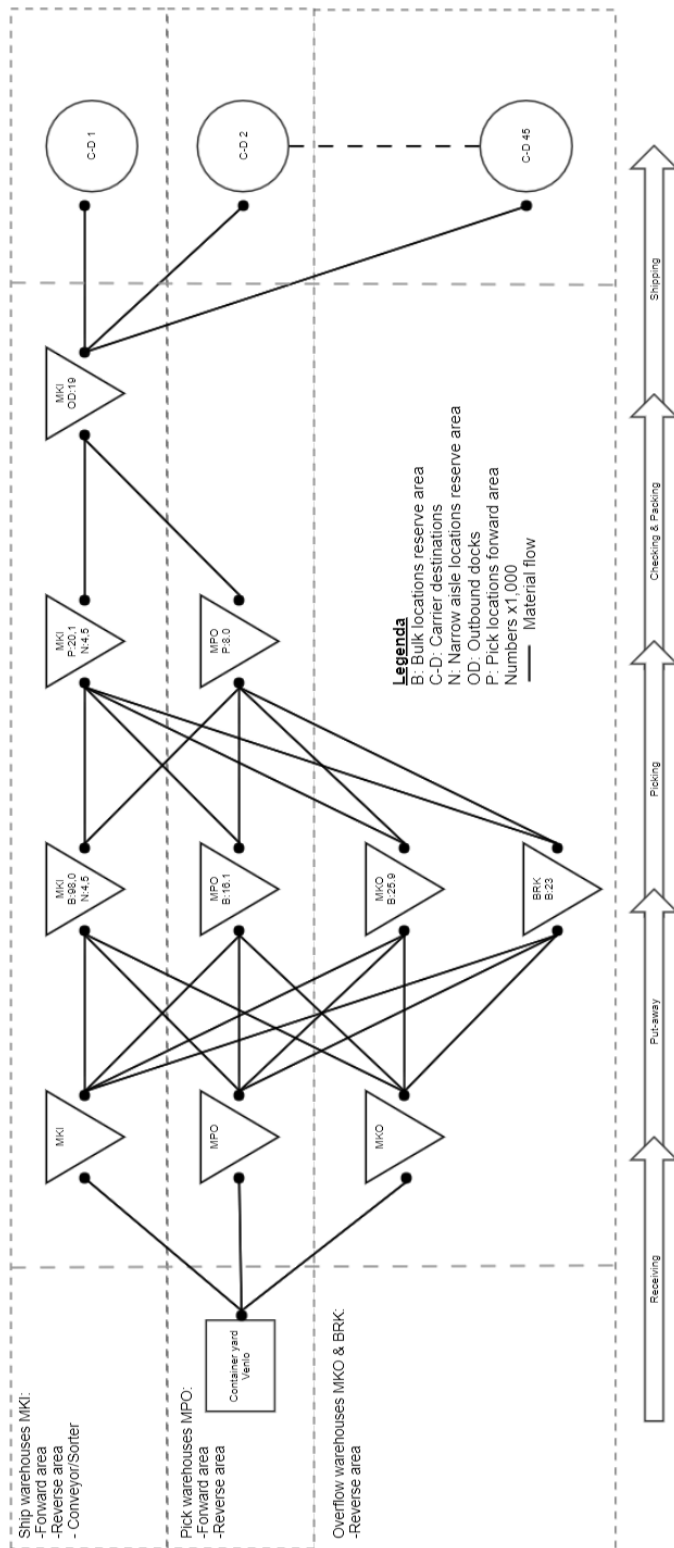 Ship warehouses MKI:
-Forward area
-Reverse area
- Conveyor/Sorter
Pick warehouses MPO:
-Forward area
-Reverse area
Overflow warehouses MKO & BRK:
-Reverse area
Container yard
Venlo
MKI
MPO
MKO
MKI
B:98,0
N:4,5
MPO
B:16.1
MKO
B:25.9
BRK
B:23
MKI
P:20,1
N:4,5
MPO
P:8.0
MKI
OD:19
C-D 1
C-D 2
C-D 45
Legenda
B: Bulk locations reserve area
C-D: Carrier destinations
N: Narrow aisle locations reserve area
OD: Outbound docks
P: Pick locations forward area
Numbers x1,000
Material flow
Receiving
Put-away
Picking
Checking & Packing
Shipping